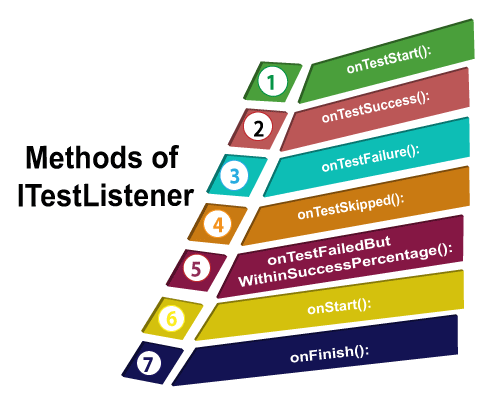 Methods of
ITestListener
1
onTestStart():
2
onTestSuccess():
3
onTestFailure():
4
onTestSkipped():
5
onTestFailedBut
WithinSuccessPercentage():
6
onStart():
7
onFinish():